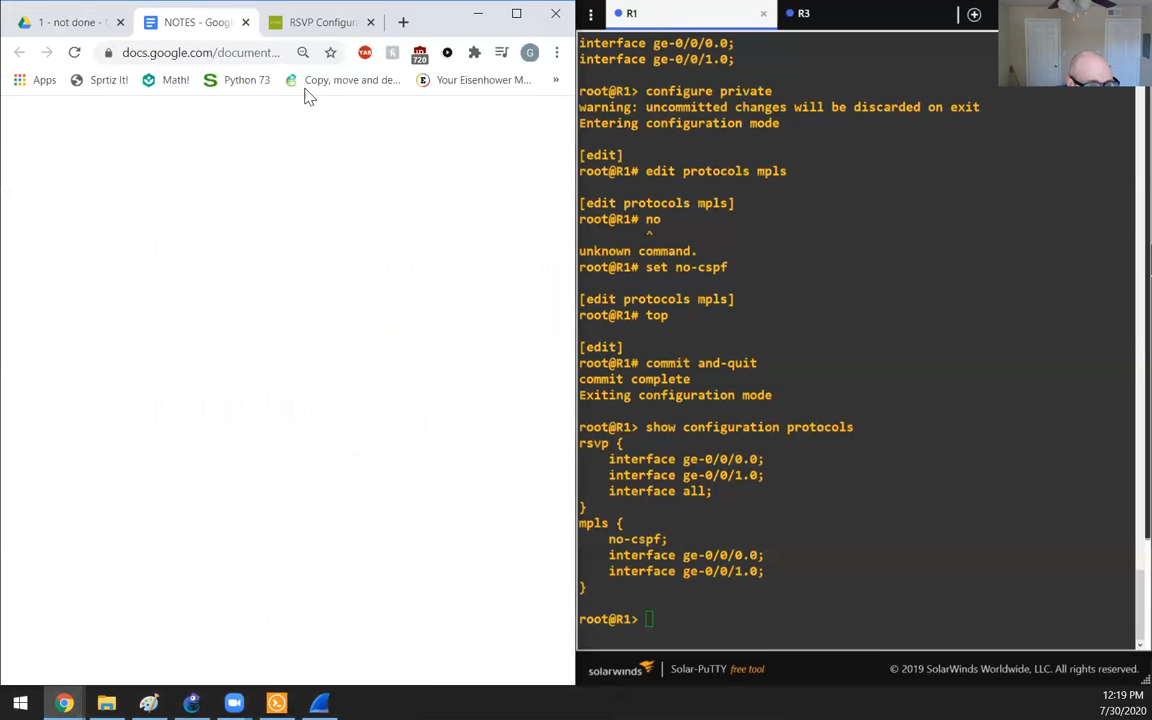 1 - not done - G
NOTES - Goog
RSVP Configura
R1
R3
docs.google.com/document...
YAB
720
G
Apps
Sprtiz It!
Math!
Python 73
Copy, move and de...
Your Eisenhower M...
»
interface ge-0/0/0.0;
interface ge-0/0/1.0;
root@R1> configure private
warning: uncommitted changes will be discarded on exit
Entering configuration mode
[edit]
root@R1# edit protocols mpls
[edit protocols mpls]
root@R1# no
^
unknown command.
root@R1# set no-cspf
[edit protocols mpls]
root@R1# top
[edit]
root@R1# commit and-quit
commit complete
Exiting configuration mode
root@R1> show configuration protocols
rsvp {
interface ge-0/0/0.0;
interface ge-0/0/1.0;
interface all;
}
mpls {
no-cspf;
interface ge-0/0/0.0;
interface ge-0/0/1.0;
}
root@R1>
solarwinds
Solar-PuTTY free tool
© 2019 SolarWinds Worldwide, LLC. All rights reserved.
12:19 PM
7/30/2020